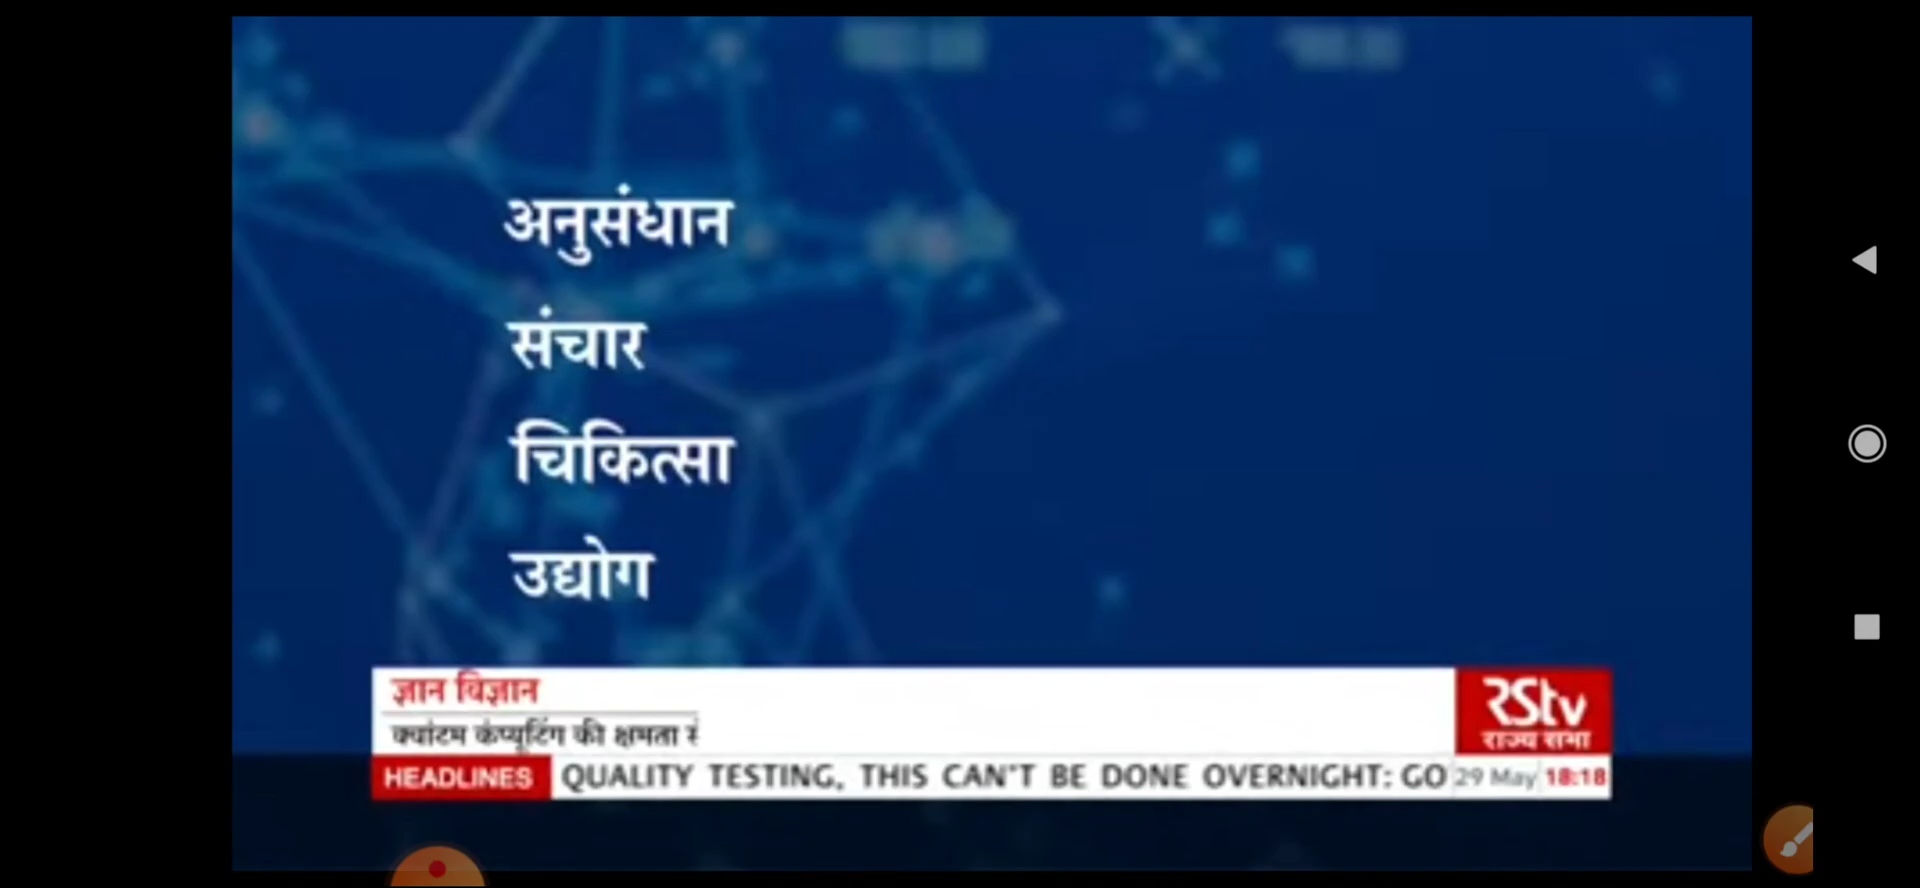 अनुसंधान
संचार
चिकित्सा
उद्योग
ज्ञान विज्ञान
क्वांटम कंप्यूटिंग की क्षमता
RStv
राज्य सभा
HEADLINES QUALITY TESTING, THIS CAN'T BE DONE OVERNIGHT: GO 29 May 18:18